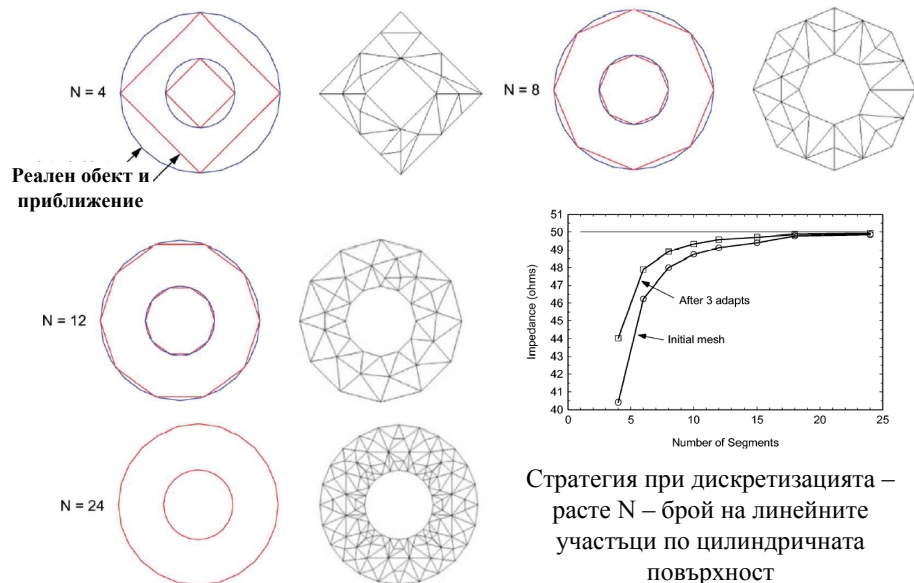 N = 4
N = 8
Реален обект и
приближение
N = 12
N = 24
51
50
49
48
47
46
45
44
43
42
41
40
Impedance (ohms)
After 3 adapts
Initial mesh
0 5 10 15 20 25
Number of Segments
Стратегия при дискретизацията –
расте N – брой на линейните
участъци по цилиндричната
повърхност